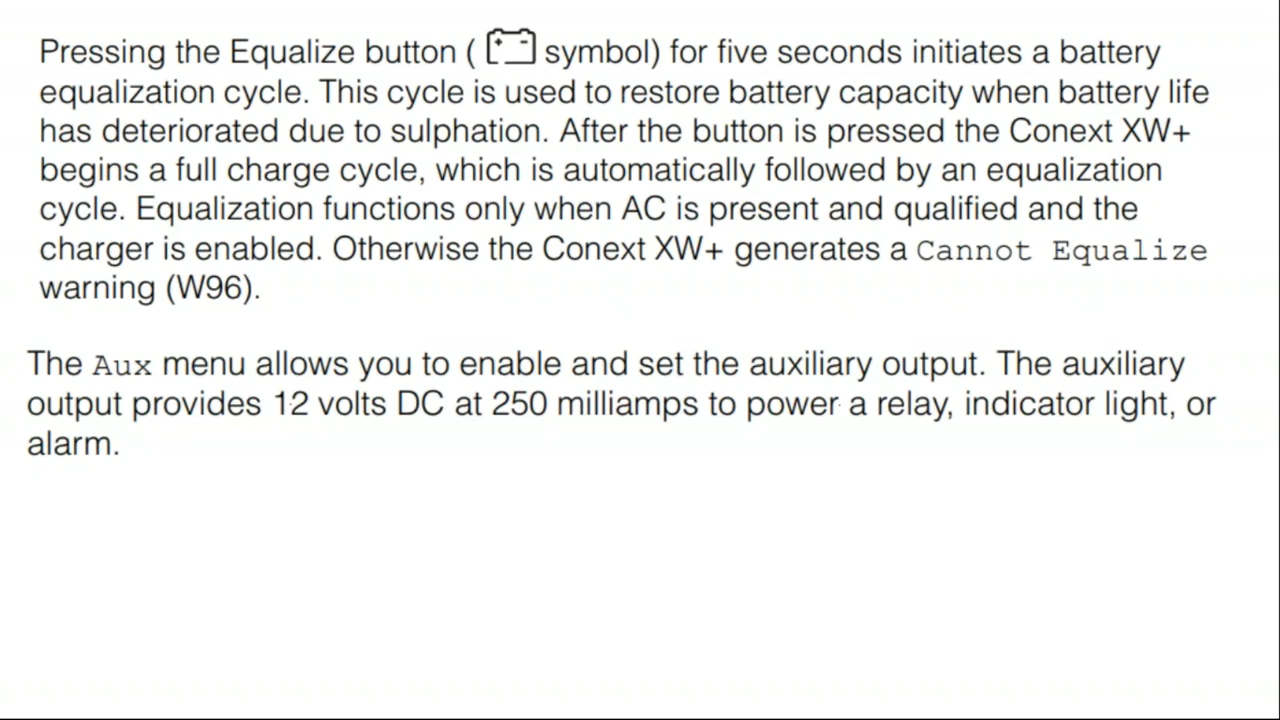 Pressing the Equalize button ( symbol) for five seconds initiates a battery
equalization cycle. This cycle is used to restore battery capacity when battery life
has deteriorated due to sulphation. After the button is pressed the Conext XW+
begins a full charge cycle, which is automatically followed by an equalization
cycle. Equalization functions only when AC is present and qualified and the
charger is enabled. Otherwise the Conext XW+ generates a Cannot Equalize
warning (W96).
The Aux menu allows you to enable and set the auxiliary output. The auxiliary
output provides 12 volts DC at 250 milliamps to power a relay, indicator light, or
alarm.